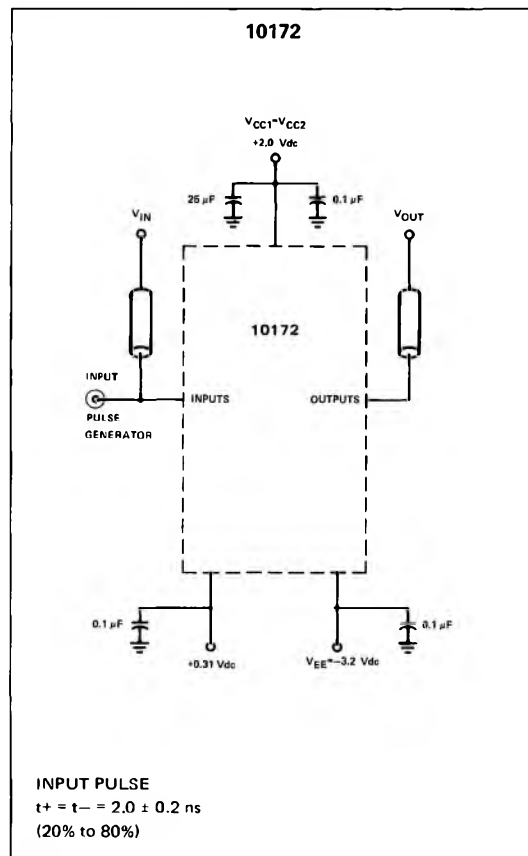 10172
VCC1=VCC2
+2.0 Vdc
25 µF
0.1 µF
VIN
VOUT
10172
INPUT
INPUTS
OUTPUTS
PULSE
GENERATOR
0.1 µF
0.1 µF
+0.31 Vdc
VEE=−3.2 Vdc
INPUT PULSE
t+ = t− = 2.0 ± 0.2 ns
(20% to 80%)